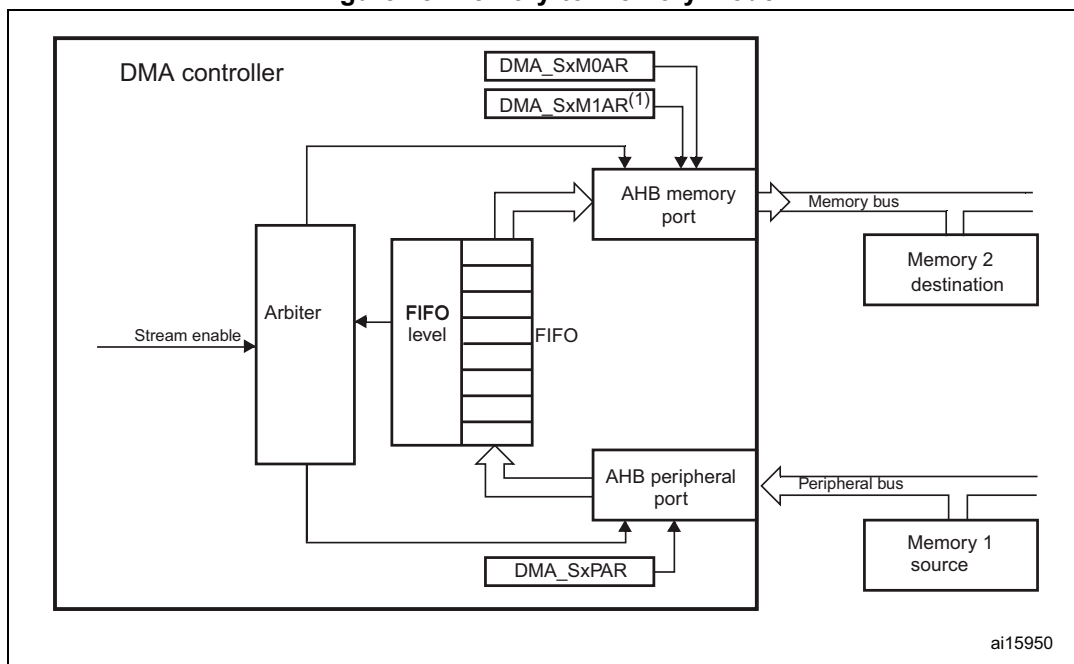 DMA controller
DMA_SxM0AR
DMA_SxM1AR(1)
AHB memory
port
Memory bus
Memory 2
destination
Arbiter
FIFO
level
FIFO
Stream enable
AHB peripheral
port
Peripheral bus
Memory 1
source
DMA_SxPAR
ai15950